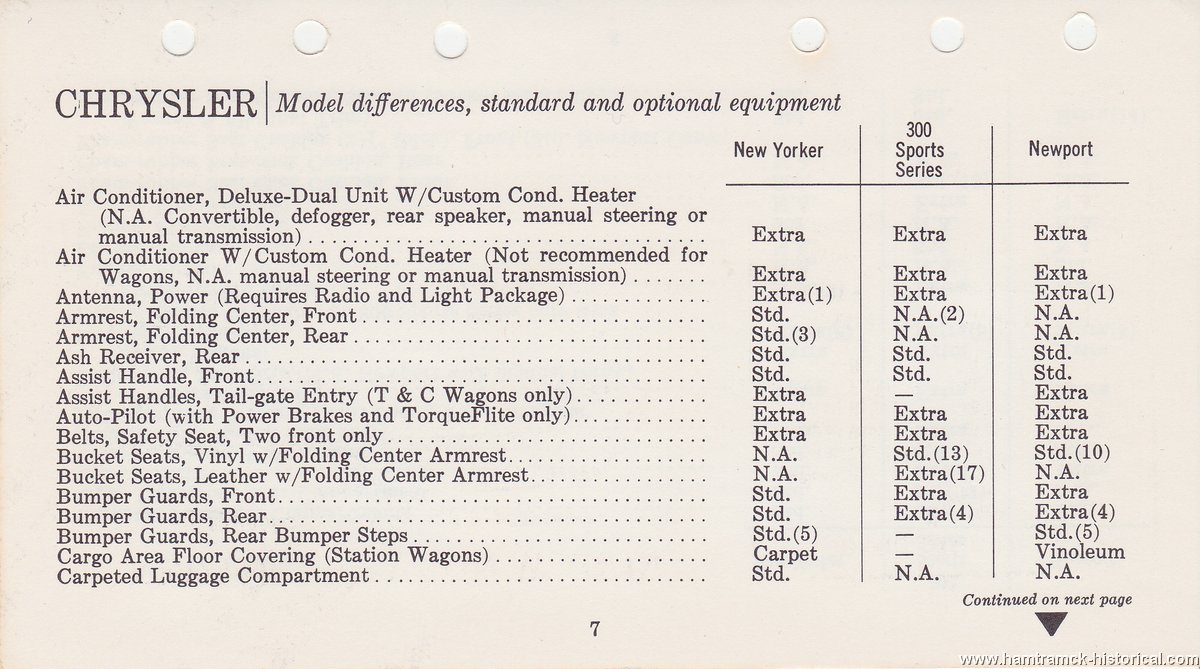 CHRYSLER | Model differences, standard and optional equipment
New Yorker 300 Sports Series Newport
Air Conditioner, Deluxe-Dual Unit W/Custom Cond. Heater
(N.A. Convertible, defogger, rear speaker, manual steering or
manual transmission) Extra Extra Extra
Air Conditioner W/Custom Cond. Heater (Not recommended for
Wagons, N.A. manual steering or manual transmission) Extra Extra Extra
Antenna, Power (Requires Radio and Light Package) Extra(1) Extra Extra(1)
Armrest, Folding Center, Front Std. N.A.(2) N.A.
Armrest, Folding Center, Rear Std.(3) N.A. N.A.
Ash Receiver, Rear Std. Std. Std.
Assist Handle, Front Std. Std. Std.
Assist Handles, Tail-gate Entry (T & C Wagons only) Extra — Extra
Auto-Pilot (with Power Brakes and TorqueFlite only) Extra Extra Extra
Belts, Safety Seat, Two front only Extra Extra Extra
Bucket Seats, Vinyl w/Folding Center Armrest N.A. Std.(13) Std.(10)
Bucket Seats, Leather w/Folding Center Armrest N.A. Extra(17) N.A.
Bumper Guards, Front Std. Extra Extra
Bumper Guards, Rear Std. Extra(4) Extra(4)
Bumper Guards, Rear Bumper Steps Std.(5) — Std.(5)
Cargo Area Floor Covering (Station Wagons) Carpet — Vinoleum
Carpeted Luggage Compartment Std. N.A. N.A.
Continued on next page
7
www.hamtramck-historical.com